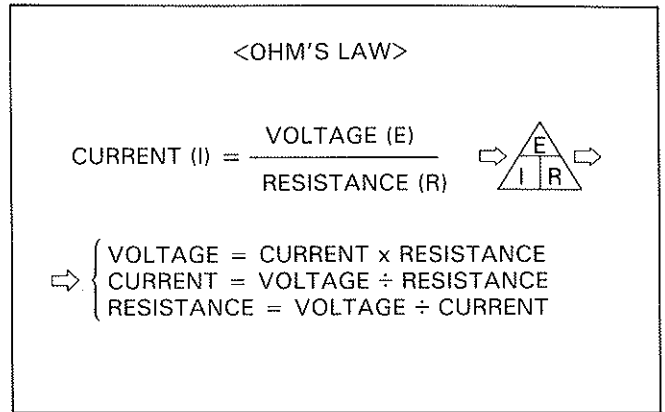 <OHM'S LAW>
CURRENT (I) = VOLTAGE (E) / RESISTANCE (R)
E
I R
VOLTAGE = CURRENT x RESISTANCE
CURRENT = VOLTAGE ÷ RESISTANCE
RESISTANCE = VOLTAGE ÷ CURRENT